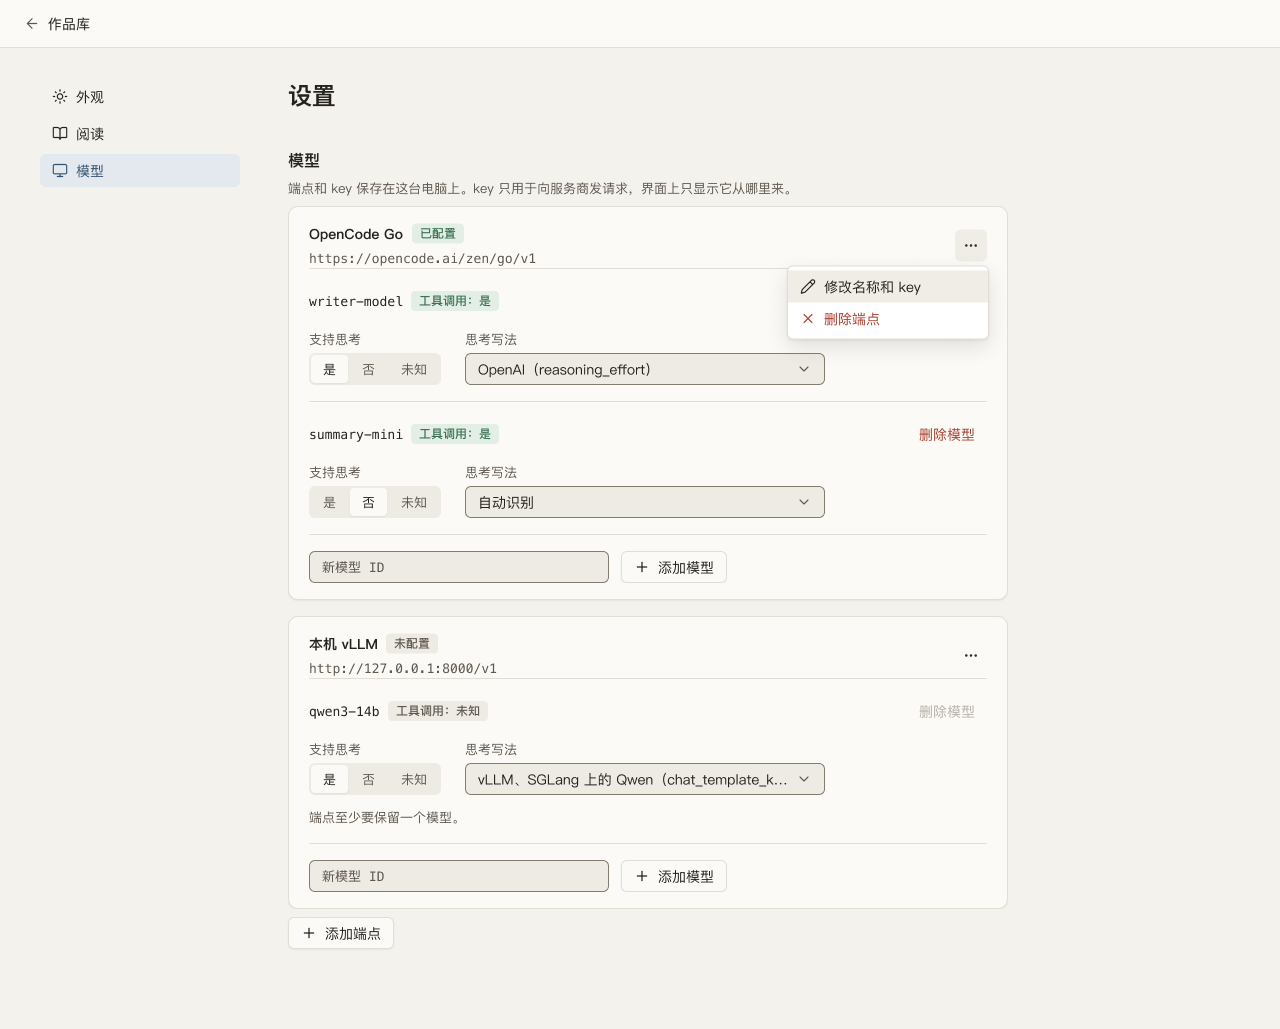 作品库
外观
阅读
模型
设置
模型
端点和 key 保存在这台电脑上。key 只用于向服务商发请求，界面上只显示它从哪里来。
OpenCode Go 已配置
https://opencode.ai/zen/go/v1
修改名称和 key
删除端点
writer-model 工具调用：是
支持思考 思考写法
是 否 未知 OpenAI（reasoning_effort）
summary-mini 工具调用：是 删除模型
支持思考 思考写法
是 否 未知 自动识别
新模型 ID 添加模型
本机 vLLM 未配置
http://127.0.0.1:8000/v1
qwen3-14b 工具调用：未知 删除模型
支持思考 思考写法
是 否 未知 vLLM、SGLang 上的 Qwen（chat_template_k...
端点至少要保留一个模型。
新模型 ID 添加模型
添加端点